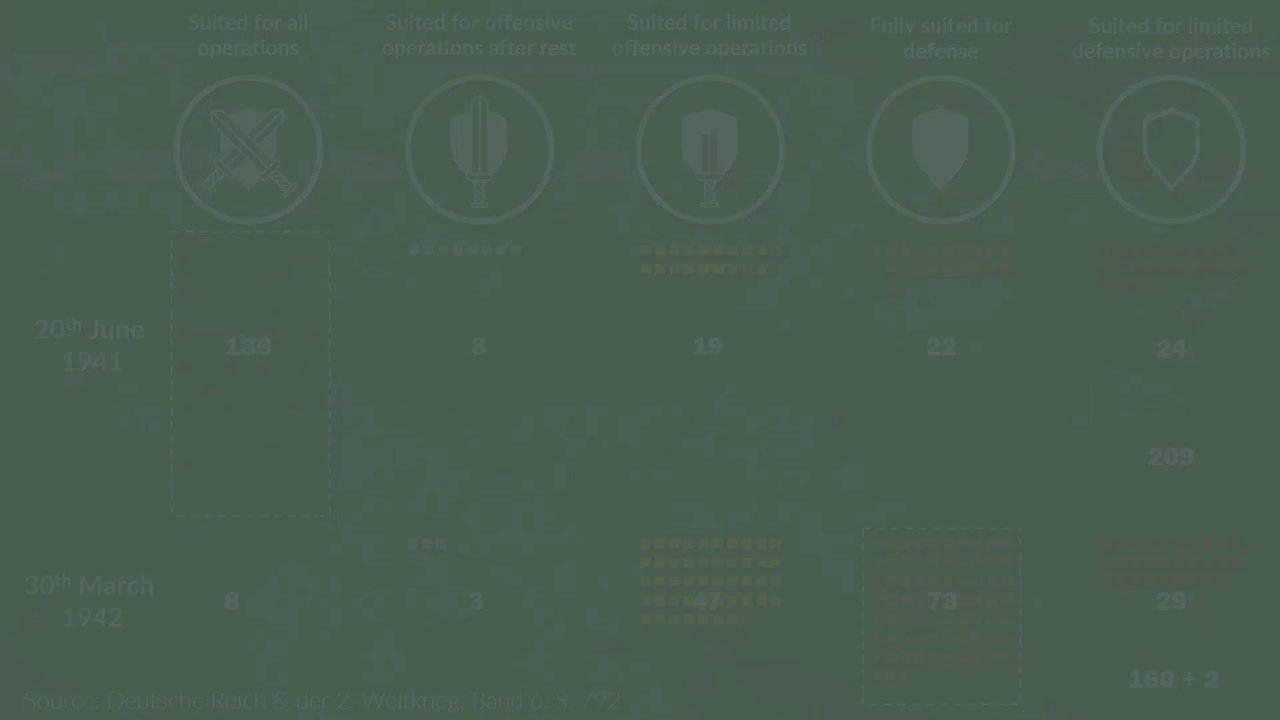 Suited for all
operations
Suited for offensive
operations after rest
Suited for limited
offensive operations
Fully suited for
defense
Suited for limited
defensive operations
20th June
1941
136
8
19
22
24
209
30th March
1942
8
3
47
73
29
160 + 2
Source: Deutsche Reich & der 2. Weltkrieg, Band 6: S. 792